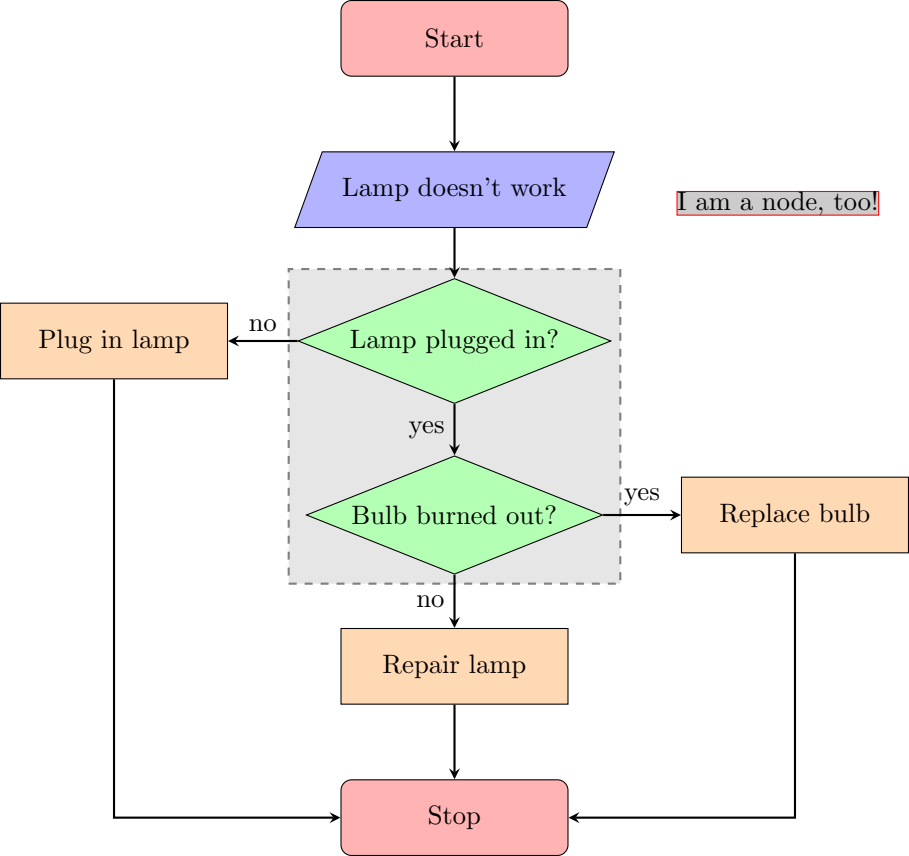 Start
Lamp doesn't work
I am a node, too!
Plug in lamp
no
Lamp plugged in?
yes
Bulb burned out?
yes
Replace bulb
no
Repair lamp
Stop